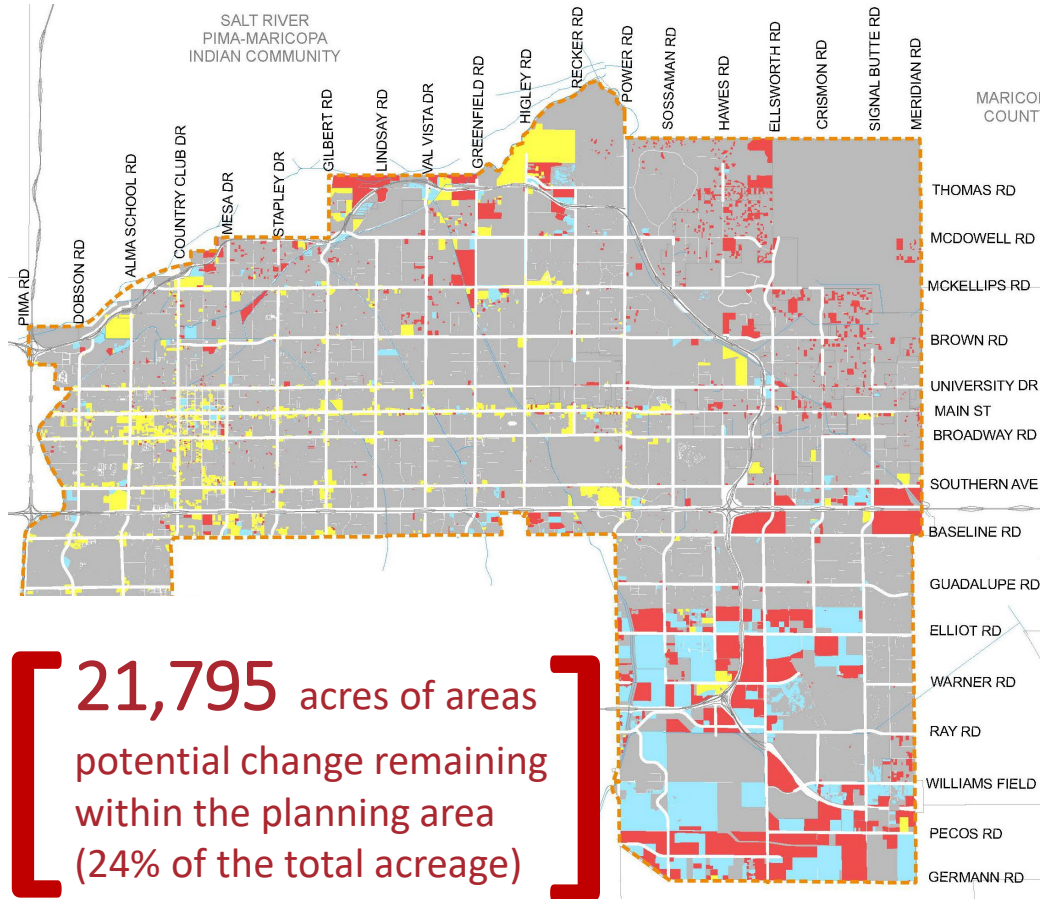 SALT RIVER
PIMA-MARICOPA
INDIAN COMMUNITY
PIMA RD
DOBSON RD
ALMA SCHOOL RD
COUNTRY CLUB DR
MESA DR
STAPLEY DR
GILBERT RD
LINDSAY RD
VAL VISTA DR
GREENFIELD RD
HIGLEY RD
RECKER RD
POWER RD
SOSSAMAN RD
HAWES RD
ELLSWORTH RD
CRISMON RD
SIGNAL BUTTE RD
MERIDIAN RD
MARICO
COUNT
THOMAS RD
MCDOWELL RD
MCKELLIPS RD
BROWN RD
UNIVERSITY DR
MAIN ST
BROADWAY RD
SOUTHERN AVE
BASELINE RD
GUADALUPE RD
ELLIOT RD
WARNER RD
RAY RD
WILLIAMS FIELD
PECOS RD
GERMANN RD
21,795 acres of areas
potential change remaining
within the planning area
(24% of the total acreage)